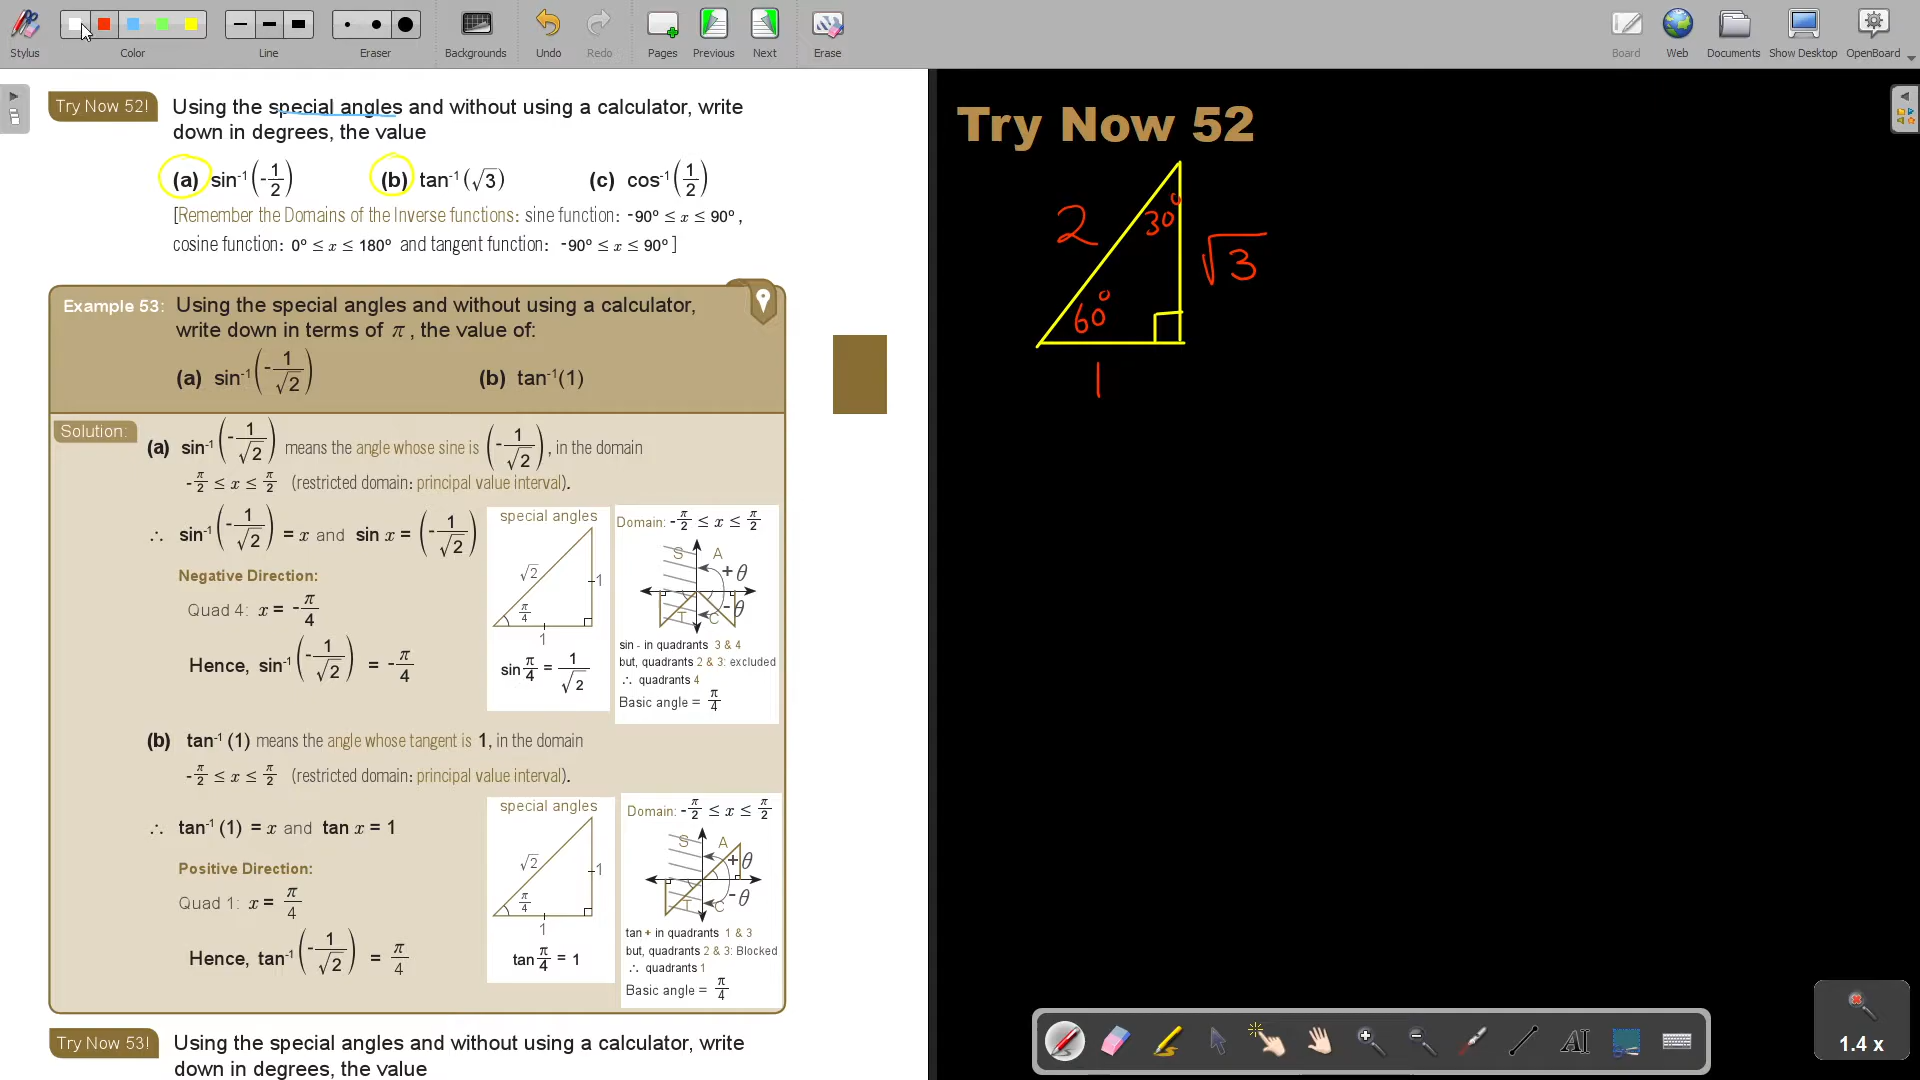 Stylus Color Line Eraser Backgrounds Undo Redo Pages Previous Next Erase Board Web Documents Show Desktop OpenBoard
Try Now 52! Using the special angles and without using a calculator, write
down in degrees, the value
(a) sin⁻¹(-1/2) (b) tan⁻¹(√3) (c) cos⁻¹(1/2)
[Remember the Domains of the Inverse functions: sine function: -90° ≤ x ≤ 90°,
cosine function: 0° ≤ x ≤ 180° and tangent function: -90° ≤ x ≤ 90°]
Example 53: Using the special angles and without using a calculator,
write down in terms of π, the value of:
(a) sin⁻¹(-1/√2) (b) tan⁻¹(1)
Solution:
(a) sin⁻¹(-1/√2) means the angle whose sine is (-1/√2), in the domain
-π/2 ≤ x ≤ π/2 (restricted domain: principal value interval).
∴ sin⁻¹(-1/√2) = x and sin x = (-1/√2)
Negative Direction:
Quad 4: x = -π/4
Hence, sin⁻¹(-1/√2) = -π/4
special angles
√2
1
π/4
1
sin π/4 = 1/√2
Domain: -π/2 ≤ x ≤ π/2
S A
+θ
-θ
T C
sin - in quadrants 3 & 4
but, quadrants 2 & 3: excluded
∴ quadrants 4
Basic angle = π/4
(b) tan⁻¹(1) means the angle whose tangent is 1, in the domain
-π/2 ≤ x ≤ π/2 (restricted domain: principal value interval).
∴ tan⁻¹(1) = x and tan x = 1
Positive Direction:
Quad 1: x = π/4
Hence, tan⁻¹(-1/√2) = π/4
special angles
√2
1
π/4
1
tan π/4 = 1
Domain: -π/2 ≤ x ≤ π/2
S A
+θ
-θ
T C
tan + in quadrants 1 & 3
but, quadrants 2 & 3: Blocked
∴ quadrants 1
Basic angle = π/4
Try Now 53! Using the special angles and without using a calculator, write
down in degrees, the value
Try Now 52
2
30°
√3
60°
1
AI
1.4 x